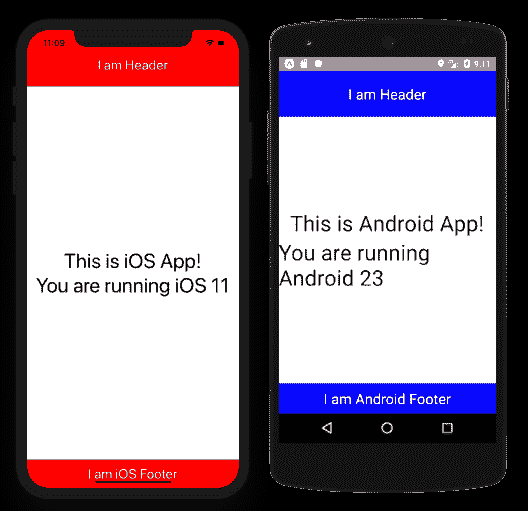 11:09
I am Header
This is iOS App!
You are running iOS 11
I am iOS Footer
9:11
I am Header
This is Android App!
You are running
Android 23
I am Android Footer